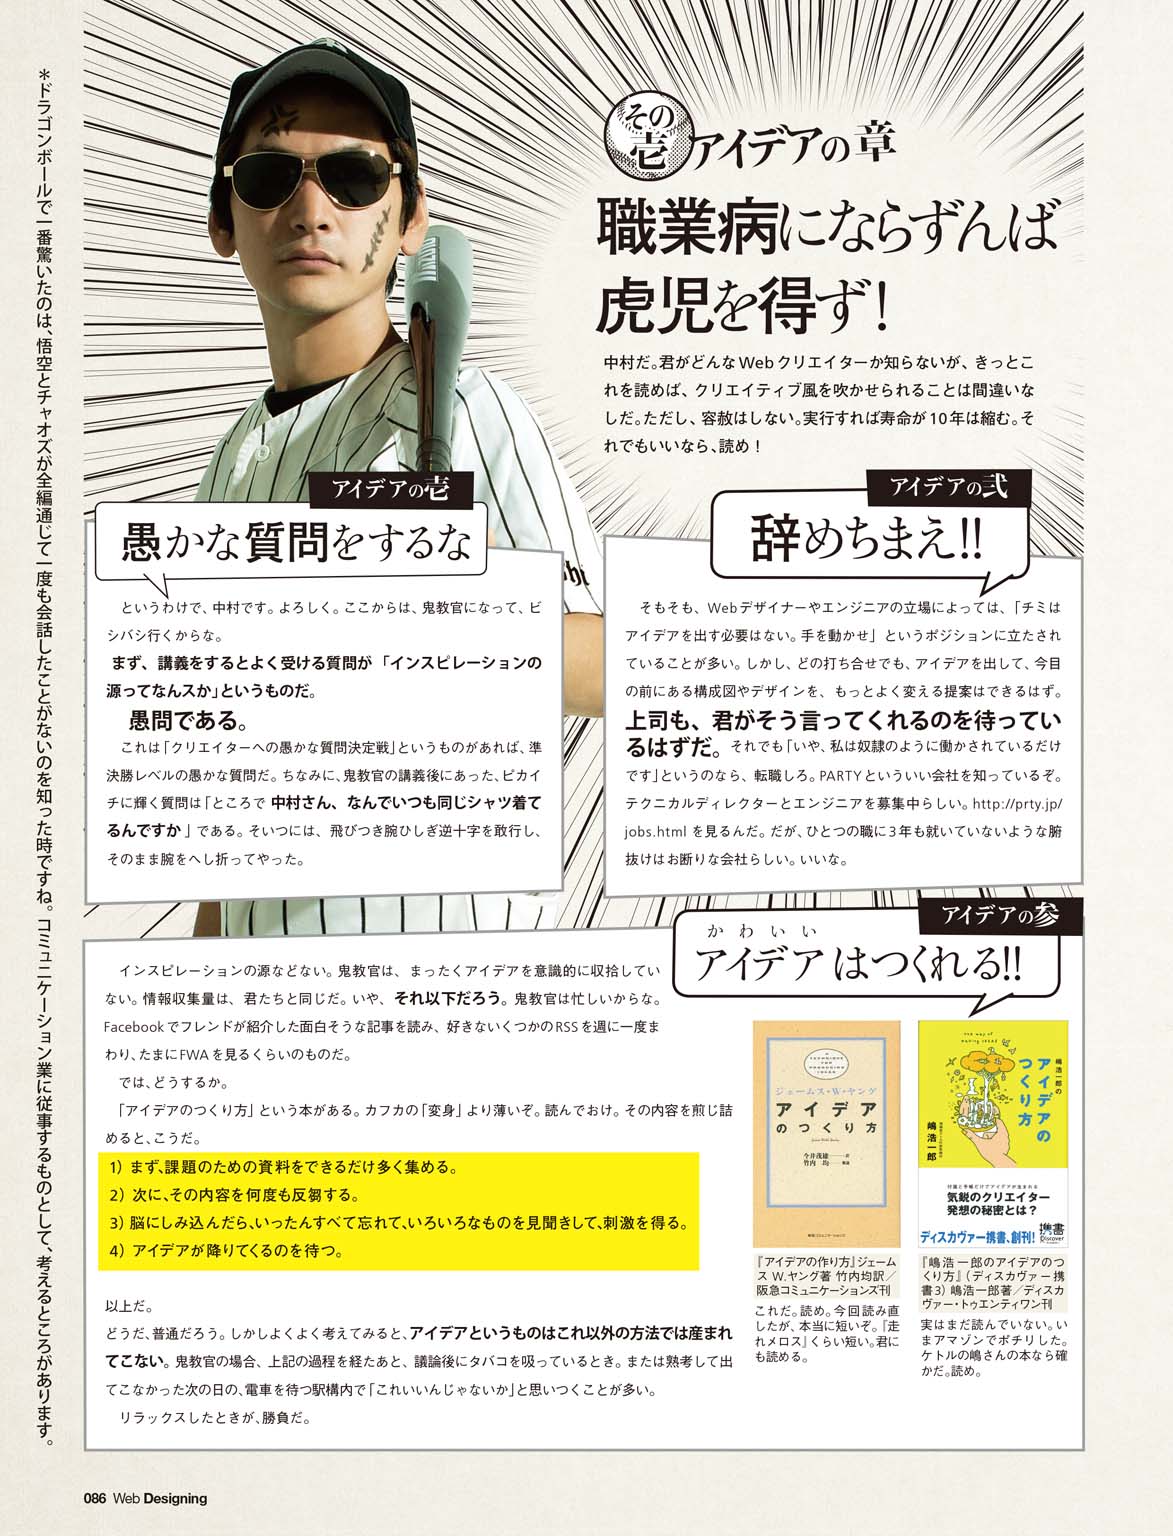 ＊ドラゴンボールで一番驚いたのは、悟空とチャオズが全編通じて一度も会話したことがないのを知った時ですね。コミュニケーション業に従事するものとして、考えるところがあります。
その
壱
アイデアの章
職業病にならずんば
虎児を得ず！
中村だ。君がどんなWebクリエイターか知らないが、きっとこ
れを読めば、クリエイティブ風を吹かせられることは間違いな
しだ。ただし、容赦はしない。実行すれば寿命が10年は縮む。そ
れでもいいなら、読め！
アイデアの壱
愚かな質問をするな
というわけで、中村です。よろしく。ここからは、鬼教官になって、ビ
シバシ行くからな。
まず、講義をするとよく受ける質問が「インスピレーションの
源ってなんスか」というものだ。
愚問である。
これは「クリエイターへの愚かな質問決定戦」というものがあれば、準
決勝レベルの愚かな質問だ。ちなみに、鬼教官の講義後にあった、ピカイ
チに輝く質問は「ところで中村さん、なんでいつも同じシャツ着て
るんですか」である。そいつには、飛びつき腕ひしぎ逆十字を敢行し、
そのまま腕をへし折ってやった。
アイデアの弐
辞めちまえ!!
そもそも、Webデザイナーやエンジニアの立場によっては、「チミは
アイデアを出す必要はない。手を動かせ」というポジションに立たされ
ていることが多い。しかし、どの打ち合せでも、アイデアを出して、今目
の前にある構成図やデザインを、もっとよく変える提案はできるはず。
上司も、君がそう言ってくれるのを待ってい
るはずだ。それでも「いや、私は奴隷のように働かされているだけ
です」というのなら、転職しろ。PARTYといういい会社を知っているぞ。
テクニカルディレクターとエンジニアを募集中らしい。http://prty.jp/
jobs.html を見るんだ。だが、ひとつの職に3年も就いていないような腑
抜けはお断りな会社らしい。いいな。
アイデアの参
かわいい
アイデアはつくれる!!
インスピレーションの源などない。鬼教官は、まったくアイデアを意識的に収拾してい
ない。情報収集量は、君たちと同じだ。いや、それ以下だろう。鬼教官は忙しいからな。
Facebookでフレンドが紹介した面白そうな記事を読み、好きないくつかのRSSを週に一度ま
わり、たまにFWAを見るくらいのものだ。
では、どうするか。
「アイデアのつくり方」という本がある。カフカの「変身」より薄いぞ。読んでおけ。その内容を煎じ詰
めると、こうだ。
1）まず、課題のための資料をできるだけ多く集める。
2）次に、その内容を何度も反芻する。
3）脳にしみ込んだら、いったんすべて忘れて、いろいろなものを見聞きして、刺激を得る。
4）アイデアが降りてくるのを待つ。
以上だ。
どうだ、普通だろう。しかしよくよく考えてみると、アイデアというものはこれ以外の方法では産まれ
てこない。鬼教官の場合、上記の過程を経たあと、議論後にタバコを吸っているとき。または熟考して出
てこなかった次の日の、電車を待つ駅構内で「これいいんじゃないか」と思いつくことが多い。
リラックスしたときが、勝負だ。
A TECHNIQUE
FOR
PRODUCING
IDEAS
ジェームス・W・ヤング
アイデア
のつくり方
今井茂雄 訳
竹内 均 解説
阪急コミュニケーションズ
『アイデアの作り方』ジェーム
ス W.ヤング著 竹内均訳／
阪急コミュニケーションズ刊
これだ。読め。今回読み直
したが、本当に短いぞ。『走
れメロス』くらい短い。君に
も読める。
the way of
making ideas
嶋浩一郎の
アイデアの
つくり方
嶋浩一郎
付箋と手帳だけでアイデアが生まれる
気鋭のクリエイター
発想の秘密とは？
ディスカヴァー携書、創刊！
携書
Discover
『嶋浩一郎のアイデアのつ
くり方』（ディスカヴァー携
書3）嶋浩一郎著／ディスカ
ヴァー・トゥエンティワン刊
実はまだ読んでいない。い
まアマゾンでポチリした。
ケトルの嶋さんの本なら確
かだ。読め。
086 Web Designing